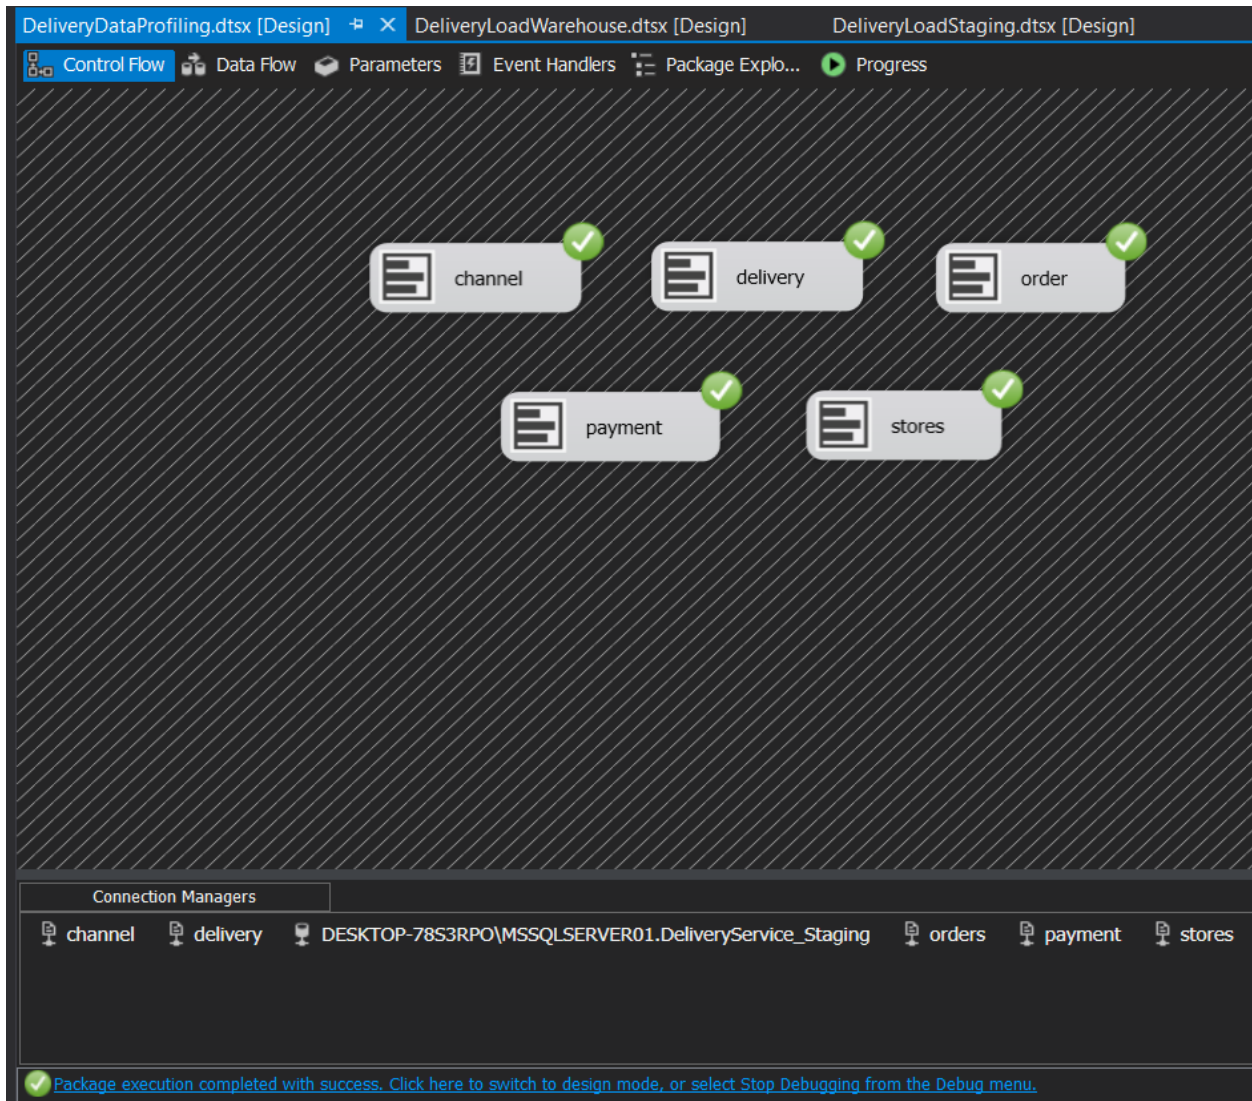 DeliveryDataProfiling.dtsx [Design] DeliveryLoadWarehouse.dtsx [Design] DeliveryLoadStaging.dtsx [Design]
Control Flow Data Flow Parameters Event Handlers Package Explo... Progress
channel delivery order
payment stores
Connection Managers
channel delivery DESKTOP-78S3RPO\MSSQLSERVER01.DeliveryService_Staging orders payment stores
Package execution completed with success. Click here to switch to design mode, or select Stop Debugging from the Debug menu.